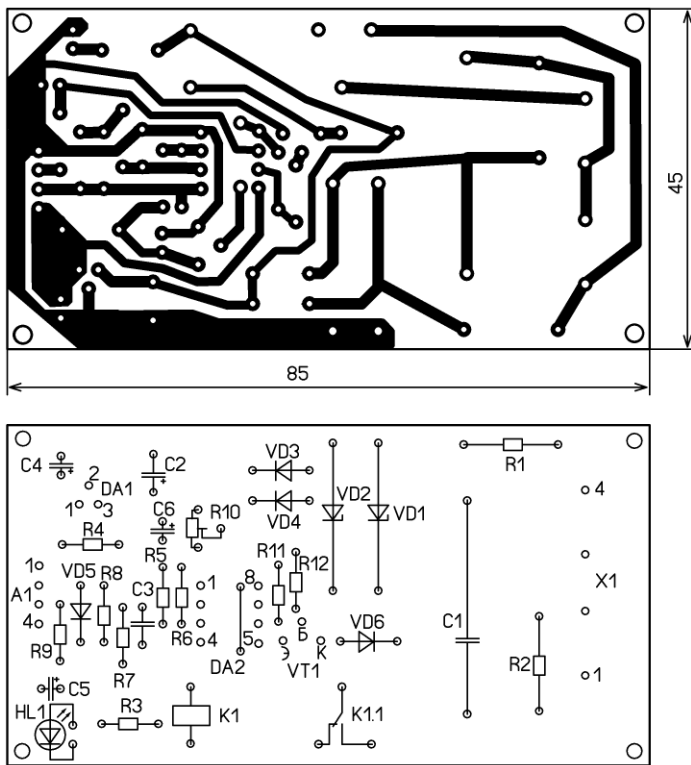 45
85
C4
2
DA1
1
3
C2
VD3
VD4
VD2
VD1
R1
4
C6
R10
R4
1
A1
4
VD5
R8
R5
C3
R9
R7
R6
1
4
8
5
DA2
R11
R12
Б
Э
К
VT1
VD6
C1
R2
X1
1
C5
HL1
R3
K1
K1.1